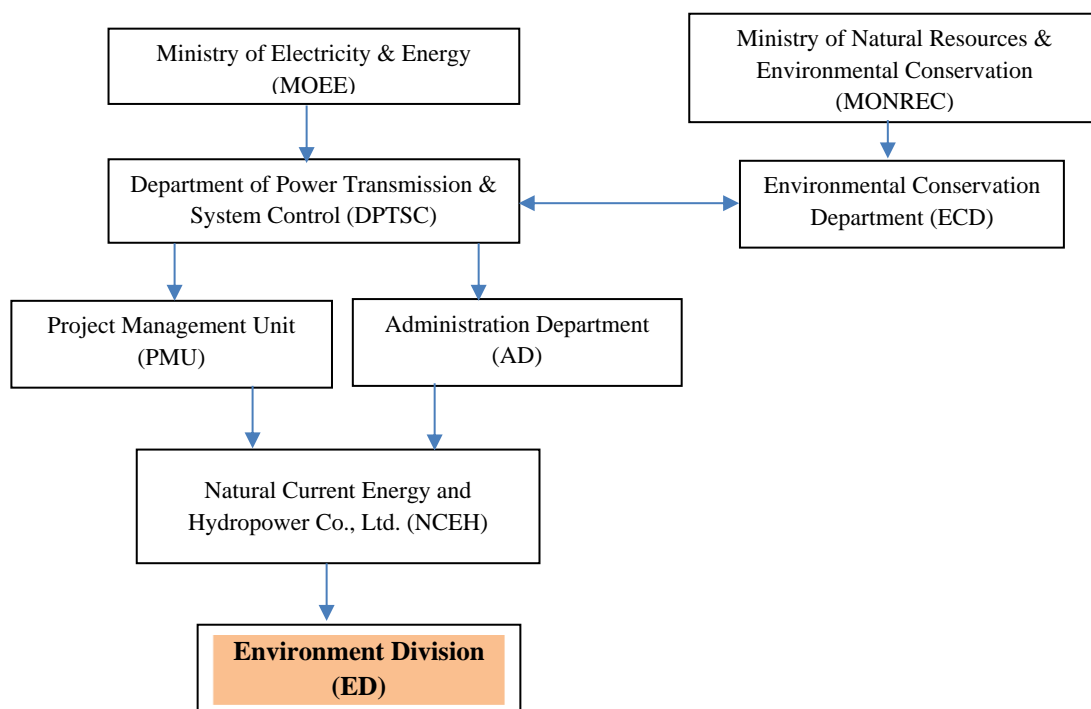 Ministry of Electricity & Energy
(MOEE)
Ministry of Natural Resources &
Environmental Conservation
(MONREC)
Department of Power Transmission &
System Control (DPTSC)
Environmental Conservation
Department (ECD)
Project Management Unit
(PMU)
Administration Department
(AD)
Natural Current Energy and
Hydropower Co., Ltd. (NCEH)
Environment Division
(ED)